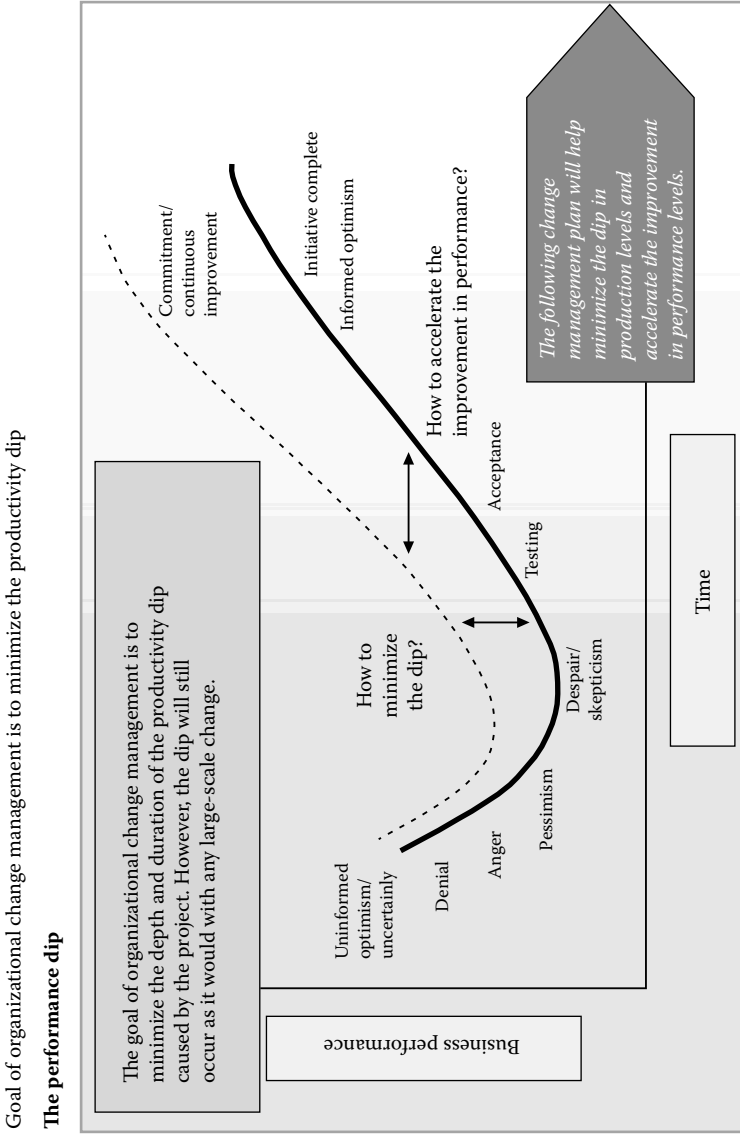 Goal of organizational change management is to minimize the productivity dip
The performance dip
The goal of organizational change management is to
minimize the depth and duration of the productivity dip
caused by the project. However, the dip will still
occur as it would with any large-scale change.
Business performance
Uninformed
optimism/
uncertainly
Denial
Anger
Pessimism
Despair/
skepticism
How to
minimize
the dip?
Testing
Acceptance
How to accelerate the
improvement in performance?
Informed optimism
Initiative complete
Commitment/
continuous
improvement
Time
The following change
management plan will help
minimize the dip in
production levels and
accelerate the improvement
in performance levels.